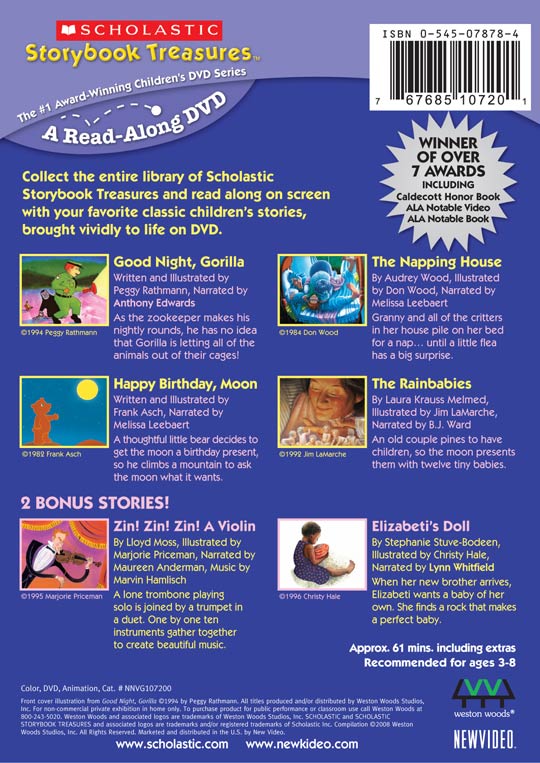 SCHOLASTIC
Storybook Treasures™
The #1 Award-Winning Children's DVD Series
A Read-Along DVD
ISBN 0-545-07878-4
7 67685 10720 1
WINNER
OF OVER
7 AWARDS
INCLUDING
Caldecott Honor Book
ALA Notable Video
ALA Notable Book
Collect the entire library of Scholastic
Storybook Treasures and read along on screen
with your favorite classic children's stories,
brought vividly to life on DVD.
Good Night, Gorilla
Written and Illustrated by
Peggy Rathmann, Narrated by
Anthony Edwards
As the zookeeper makes his
nightly rounds, he has no idea
that Gorilla is letting all of the
animals out of their cages!
©1994 Peggy Rathmann
The Napping House
By Audrey Wood, Illustrated
by Don Wood, Narrated by
Melissa Leebaert
Granny and all of the critters
in her house pile on her bed
for a nap... until a little flea
has a big surprise.
©1984 Don Wood
Happy Birthday, Moon
Written and Illustrated by
Frank Asch, Narrated by
Melissa Leebaert
A thoughtful little bear decides to
get the moon a birthday present,
so he climbs a mountain to ask
the moon what it wants.
©1982 Frank Asch
The Rainbabies
By Laura Krauss Melmed,
Illustrated by Jim LaMarche,
Narrated by B.J. Ward
An old couple pines to have
children, so the moon presents
them with twelve tiny babies.
©1992 Jim LaMarche
2 BONUS STORIES!
Zin! Zin! Zin! A Violin
By Lloyd Moss, Illustrated by
Marjorie Priceman, Narrated by
Maureen Anderman, Music by
Marvin Hamlisch
A lone trombone playing
solo is joined by a trumpet in
a duet. One by one ten
instruments gather together
to create beautiful music.
©1995 Marjorie Priceman
Elizabeti's Doll
By Stephanie Stuve-Bodeen,
Illustrated by Christy Hale,
Narrated by Lynn Whitfield
When her new brother arrives,
Elizabeti wants a baby of her
own. She finds a rock that makes
a perfect baby.
©1996 Christy Hale
Approx. 61 mins. including extras
Recommended for ages 3-8
Color, DVD, Animation, Cat. # NNVG107200
Front cover illustration from Good Night, Gorilla ©1994 by Peggy Rathmann. All titles produced and/or distributed by Weston Woods Studios,
Inc. For non-commercial private exhibition in home only. To purchase product for public performance or classroom use call Weston Woods at
800-243-5020. Weston Woods and associated logos are trademarks of Weston Woods Studios, Inc. SCHOLASTIC and SCHOLASTIC
STORYBOOK TREASURES and associated logos are trademarks and/or registered trademarks of Scholastic Inc. Compilation ©2008 Weston
Woods Studios, Inc. All Rights Reserved. Marketed and distributed in the U.S. by New Video.
www.scholastic.com www.newkideo.com
weston woods®
NEWVIDEO.